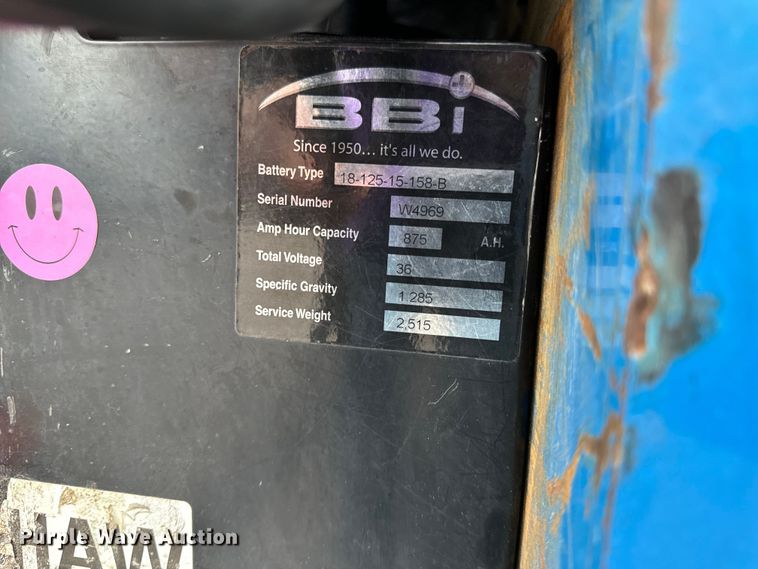 BBi
Since 1950... it's all we do.
Battery Type 18-125-15-158-B
Serial Number W4969
Amp Hour Capacity 875 A.H.
Total Voltage 36
Specific Gravity 1.285
Service Weight 2,515
Purple Wave Auction